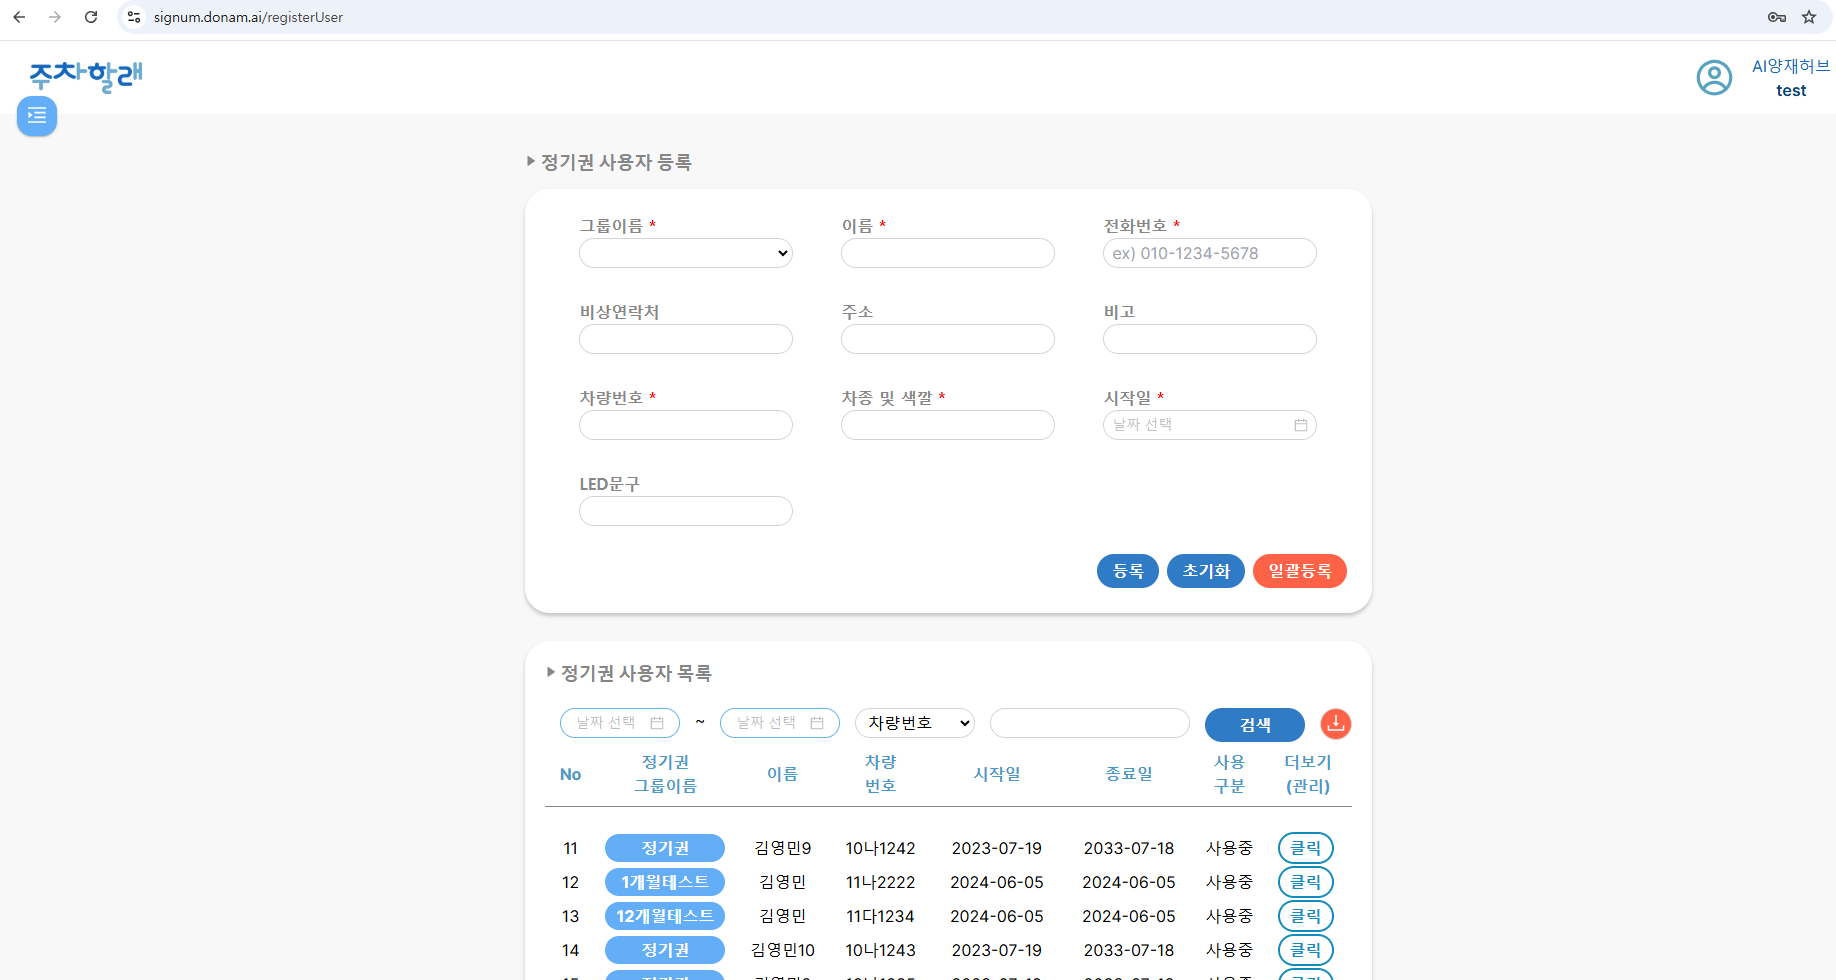 signum.donam.ai/registerUser
주차할래
AI양재허브
test
정기권 사용자 등록
그룹이름 * 이름 * 전화번호 *
ex) 010-1234-5678
비상연락처 주소 비고
차량번호 * 차종 및 색깔 * 시작일 *
날짜 선택
LED문구
등록 초기화 일괄등록
정기권 사용자 목록
날짜 선택 ~ 날짜 선택 차량번호 검색
No 정기권 그룹이름 이름 차량 번호 시작일 종료일 사용 구분 더보기 (관리)
11 정기권 김영민9 10나1242 2023-07-19 2033-07-18 사용중 클릭
12 1개월테스트 김영민 11나2222 2024-06-05 2024-06-05 사용중 클릭
13 12개월테스트 김영민 11다1234 2024-06-05 2024-06-05 사용중 클릭
14 정기권 김영민10 10나1243 2023-07-19 2033-07-18 사용중 클릭